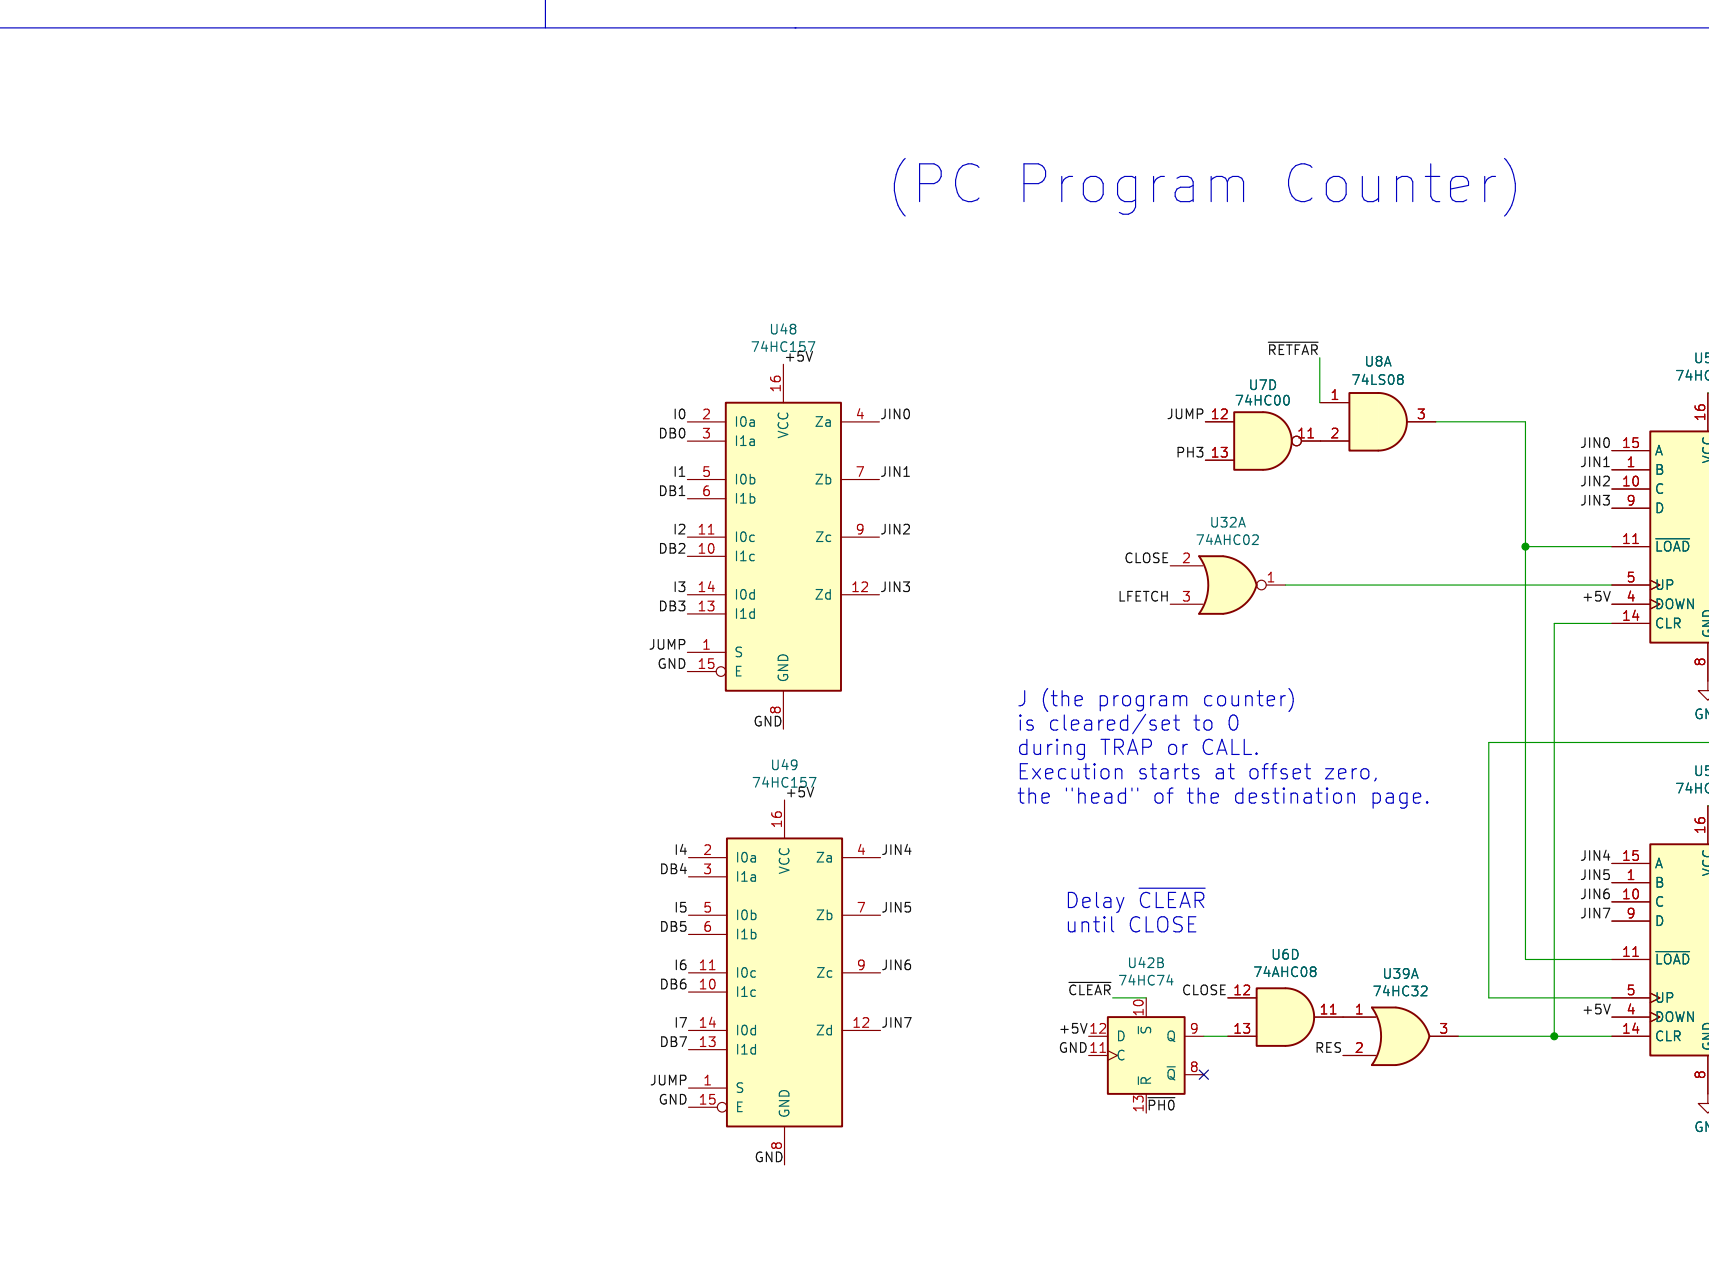 (PC Program Counter)
U48
74HC157
+5V
16
VCC
I0 2 I0a Za 4 JIN0
DB0 3 I1a
I1 5 I0b Zb 7 JIN1
DB1 6 I1b
I2 11 I0c Zc 9 JIN2
DB2 10 I1c
I3 14 I0d Zd 12 JIN3
DB3 13 I1d
JUMP 1 S
GND 15 E
GND
8
GND
U49
74HC157
+5V
16
VCC
I4 2 I0a Za 4 JIN4
DB4 3 I1a
I5 5 I0b Zb 7 JIN5
DB5 6 I1b
I6 11 I0c Zc 9 JIN6
DB6 10 I1c
I7 14 I0d Zd 12 JIN7
DB7 13 I1d
JUMP 1 S
GND 15 E
GND
8
GND
RETFAR
U8A
74LS08
1
2
3
U7D
74HC00
JUMP 12
PH3 13
11
U32A
74AHC02
CLOSE 2
LFETCH 3
1
J (the program counter)
is cleared/set to 0
during TRAP or CALL.
Execution starts at offset zero,
the "head" of the destination page.
Delay CLEAR
until CLOSE
U42B
74HC74
CLEAR
10
S
+5V 12 D Q 9
GND 11 C
Q 8
R
13
PH0
U6D
74AHC08
CLOSE 12
13
11
U39A
74HC32
1
RES 2
3
16
JIN0 15 A
JIN1 1 B
JIN2 10 C
JIN3 9 D
11 LOAD
5 UP
+5V 4 DOWN
14 CLR
8
16
JIN4 15 A
JIN5 1 B
JIN6 10 C
JIN7 9 D
11 LOAD
5 UP
+5V 4 DOWN
14 CLR
8